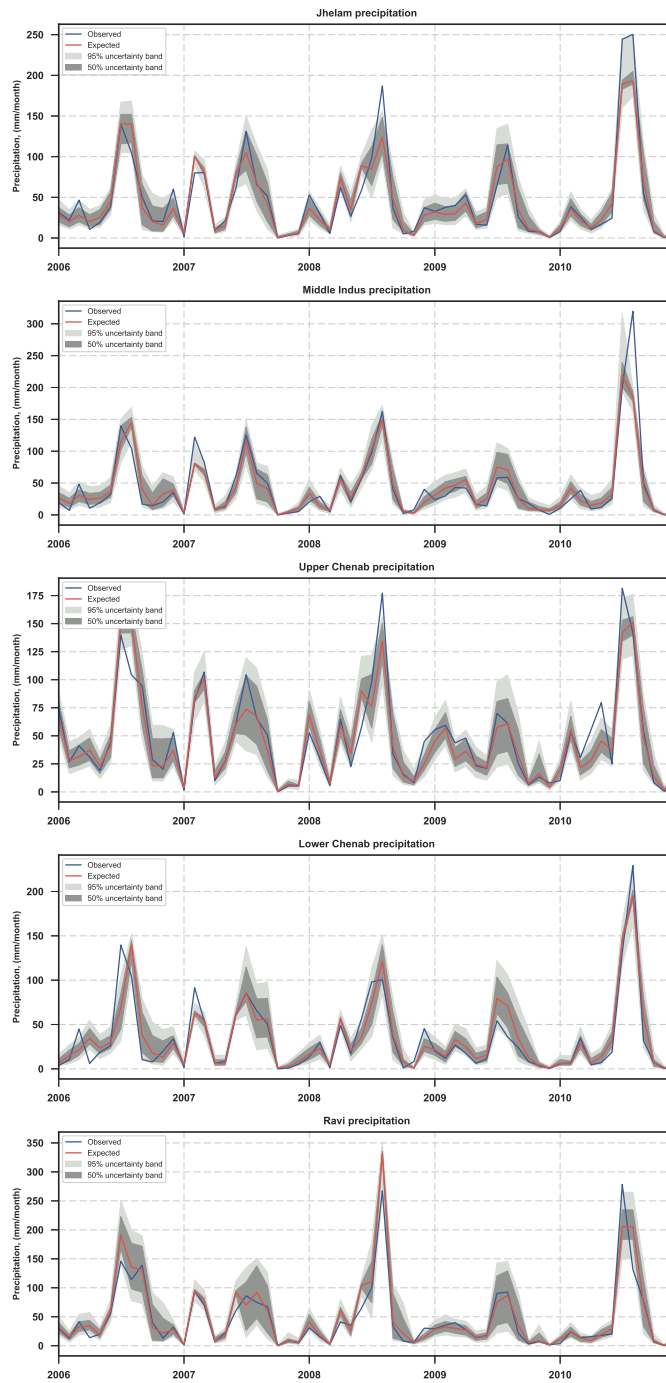 Jhelam precipitation
Precipitation, (mm/month)
250
200
150
100
50
0
Observed
Expected
95% uncertainty band
50% uncertainty band
2006 2007 2008 2009 2010
Middle Indus precipitation
Precipitation, (mm/month)
300
250
200
150
100
50
0
Observed
Expected
95% uncertainty band
50% uncertainty band
2006 2007 2008 2009 2010
Upper Chenab precipitation
Precipitation, (mm/month)
175
150
125
100
75
50
25
0
Observed
Expected
95% uncertainty band
50% uncertainty band
2006 2007 2008 2009 2010
Lower Chenab precipitation
Precipitation, (mm/month)
200
150
100
50
0
Observed
Expected
95% uncertainty band
50% uncertainty band
2006 2007 2008 2009 2010
Ravi precipitation
Precipitation, (mm/month)
350
300
250
200
150
100
50
0
Observed
Expected
95% uncertainty band
50% uncertainty band
2006 2007 2008 2009 2010